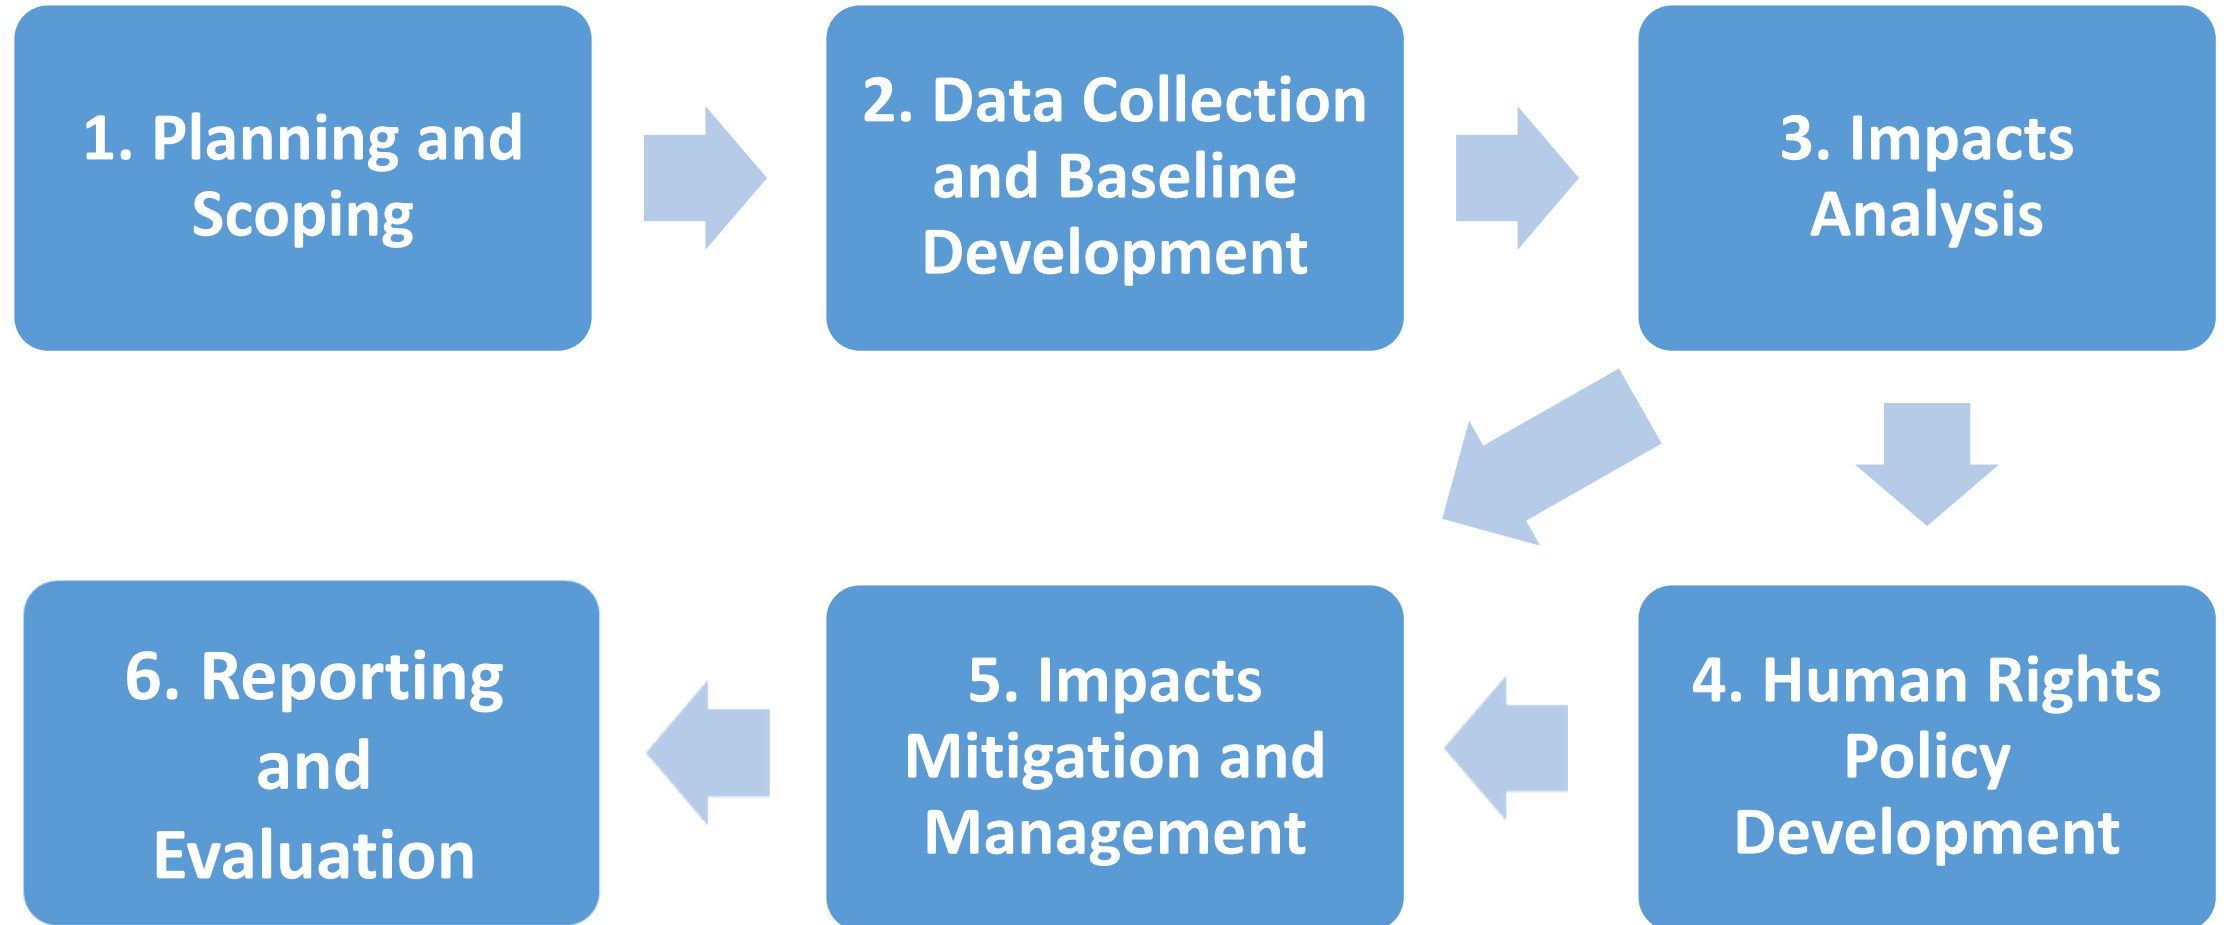 1. Planning and
Scoping
2. Data Collection
and Baseline
Development
3. Impacts
Analysis
4. Human Rights
Policy
Development
5. Impacts
Mitigation and
Management
6. Reporting
and
Evaluation